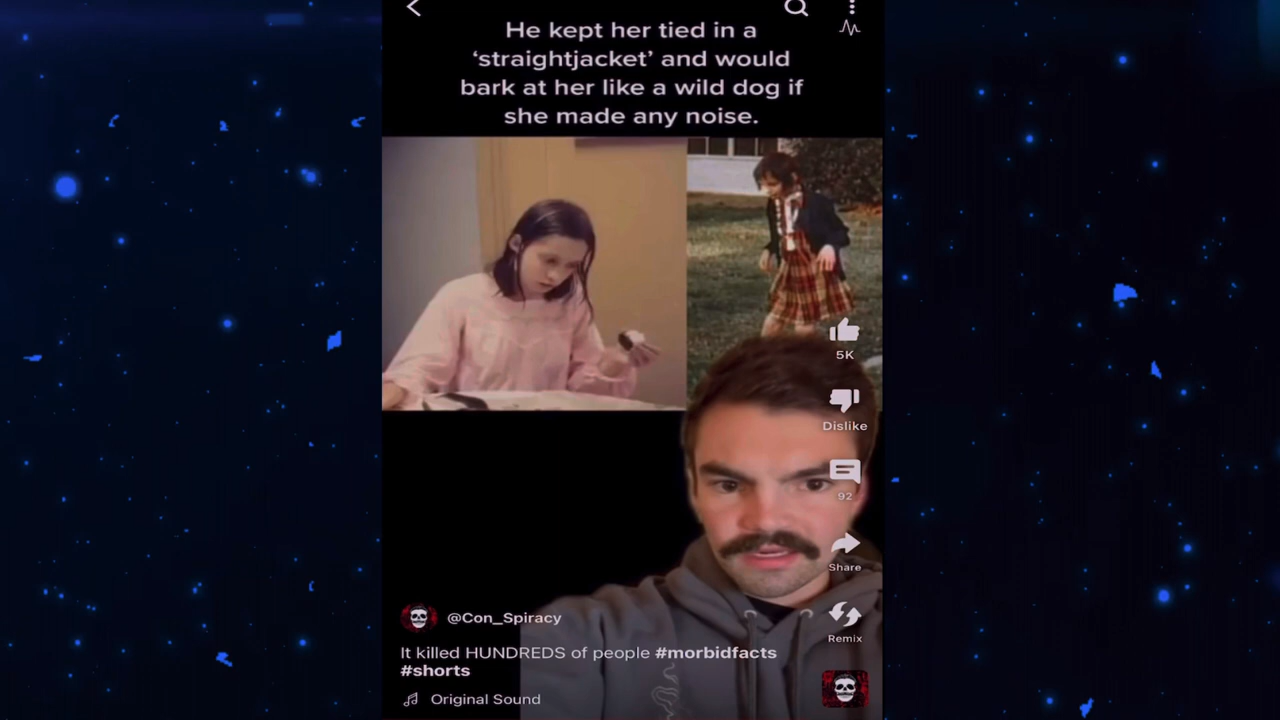 He kept her tied in a
‘straightjacket’ and would
bark at her like a wild dog if
she made any noise.
5K
Dislike
92
Share
Remix
@Con_Spiracy
It killed HUNDREDS of people #morbidfacts
#shorts
Original Sound